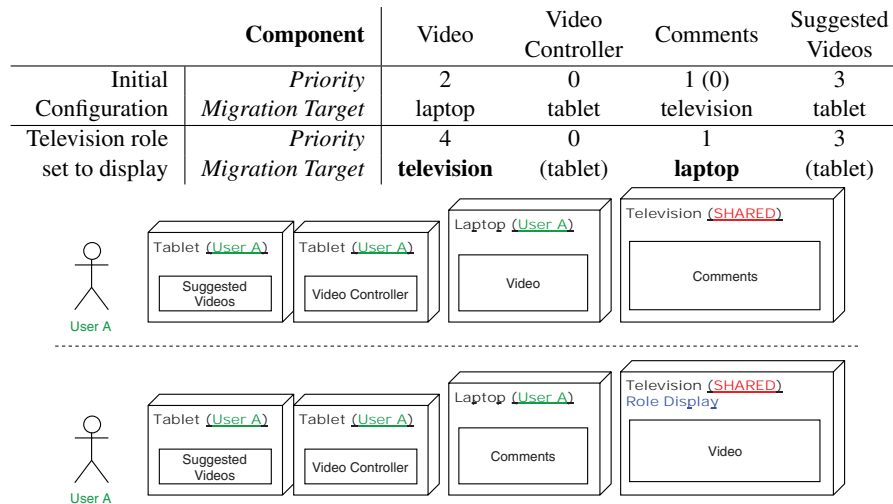 Component Video Video Controller Comments Suggested Videos
Initial Priority 2 0 1 (0) 3
Configuration Migration Target laptop tablet television tablet
Television role Priority 4 0 1 3
set to display Migration Target television (tablet) laptop (tablet)
User A
Tablet (User A)
Suggested
Videos
Tablet (User A)
Video Controller
Laptop (User A)
Video
Television (SHARED)
Comments
User A
Tablet (User A)
Suggested
Videos
Tablet (User A)
Video Controller
Laptop (User A)
Comments
Television (SHARED)
Role Display
Video